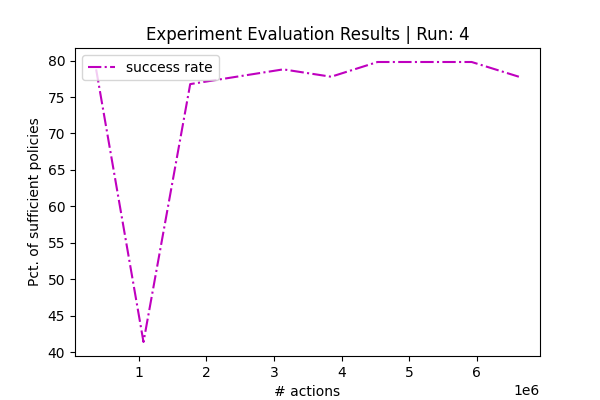 Experiment Evaluation Results | Run: 4
success rate
Pct. of sufficient policies
80
75
70
65
60
55
50
45
40
1 2 3 4 5 6
1e6
# actions